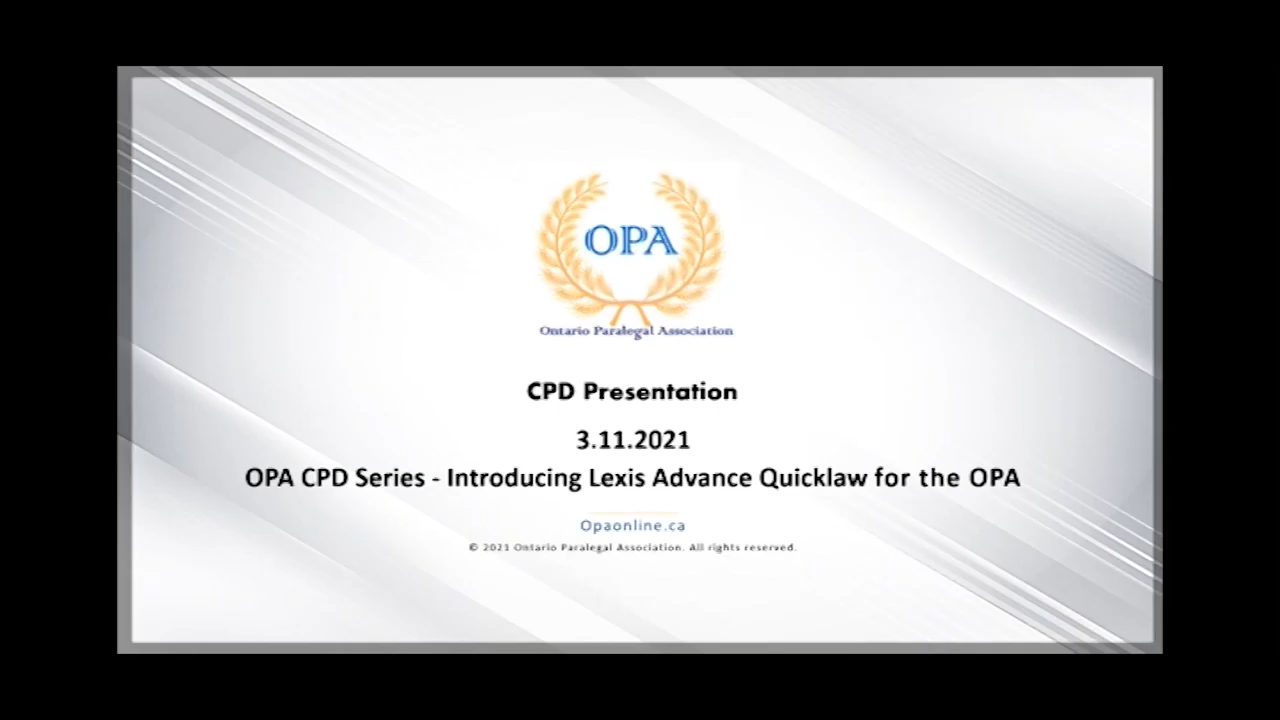 OPA
Ontario Paralegal Association
CPD Presentation
3.11.2021
OPA CPD Series - Introducing Lexis Advance Quicklaw for the OPA
Opaonline.ca
© 2021 Ontario Paralegal Association. All rights reserved.